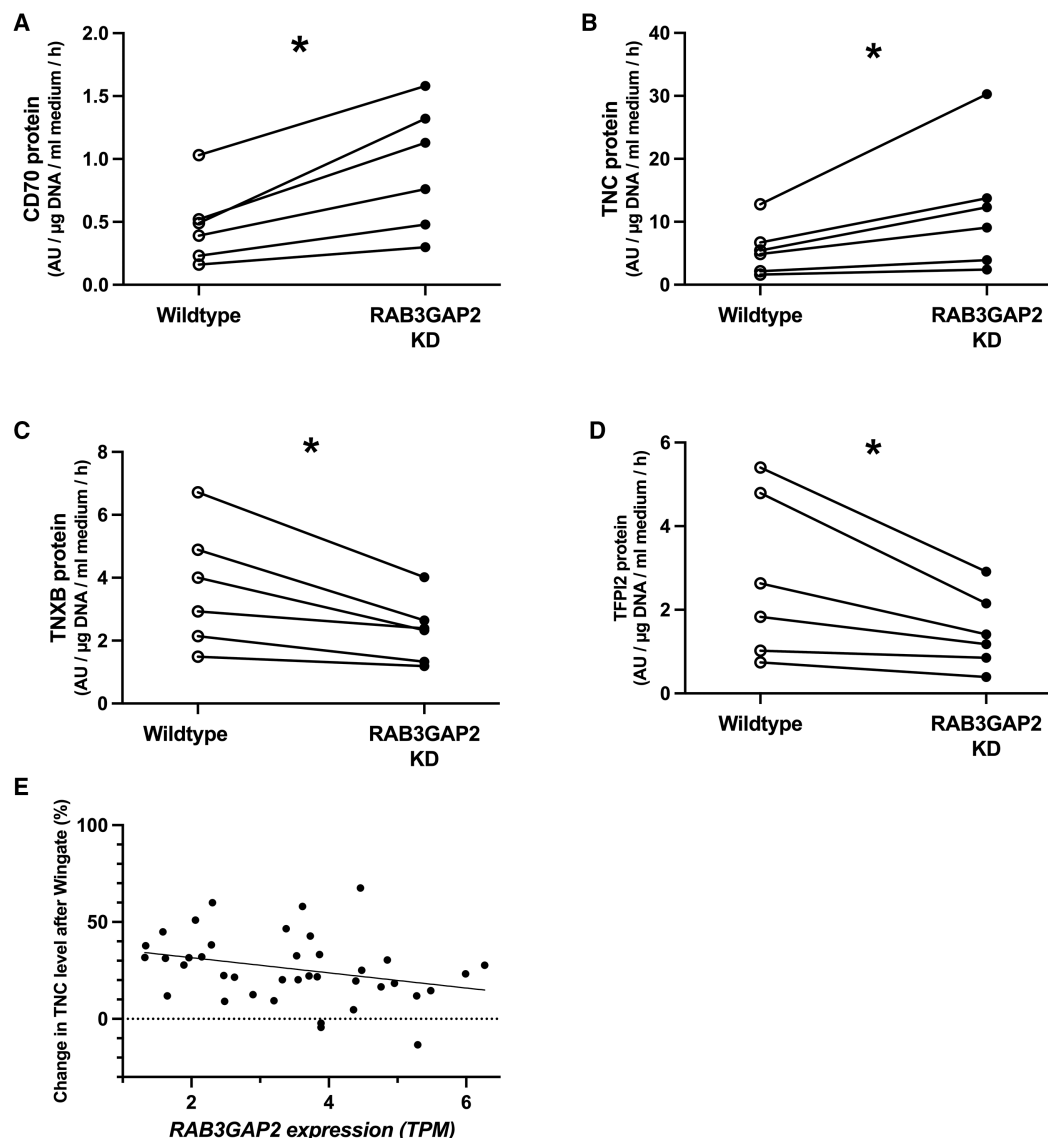 A
CD70 protein
(AU / µg DNA / ml medium / h)
2.0
1.5
1.0
0.5
0.0
*
Wildtype
RAB3GAP2
KD
B
TNC protein
(AU / µg DNA / ml medium / h)
40
30
20
10
0
*
Wildtype
RAB3GAP2
KD
C
TNXB protein
(AU / µg DNA / ml medium / h)
8
6
4
2
0
*
Wildtype
RAB3GAP2
KD
D
TFPI2 protein
(AU / µg DNA / ml medium / h)
6
4
2
0
*
Wildtype
RAB3GAP2
KD
E
Change in TNC level after Wingate (%)
100
50
0
2 4 6
RAB3GAP2 expression (TPM)